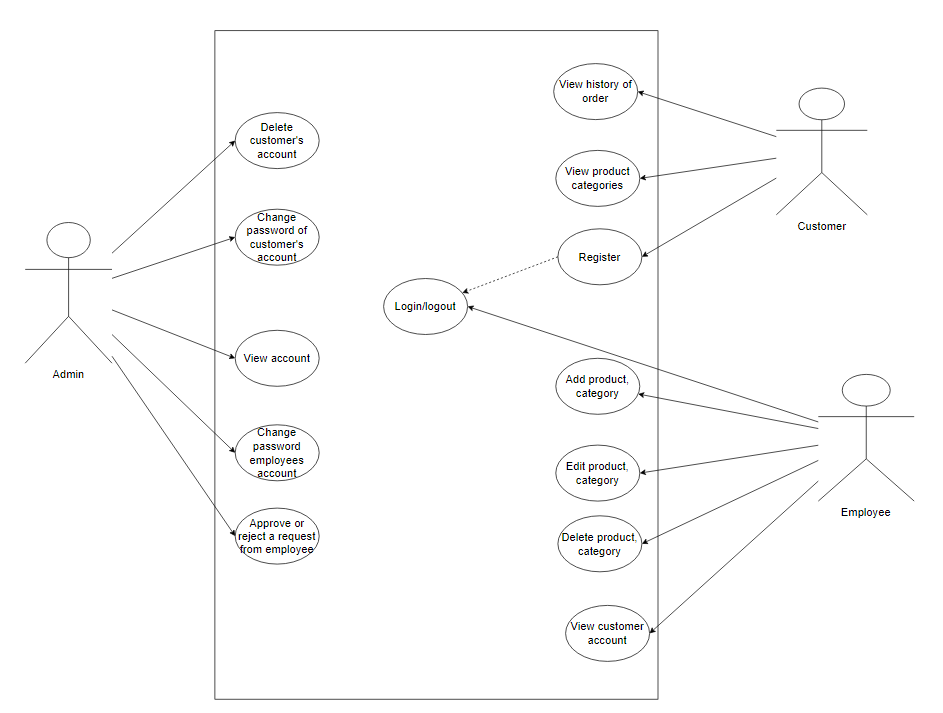 View history of
order
Delete
customer's
account
View product
categories
Customer
Change
password of
customer's
account
Register
Login/logout
View account
Admin
Add product,
category
Change
password
employees
account
Edit product,
category
Employee
Approve or
reject a request
from employee
Delete product,
category
View customer
account